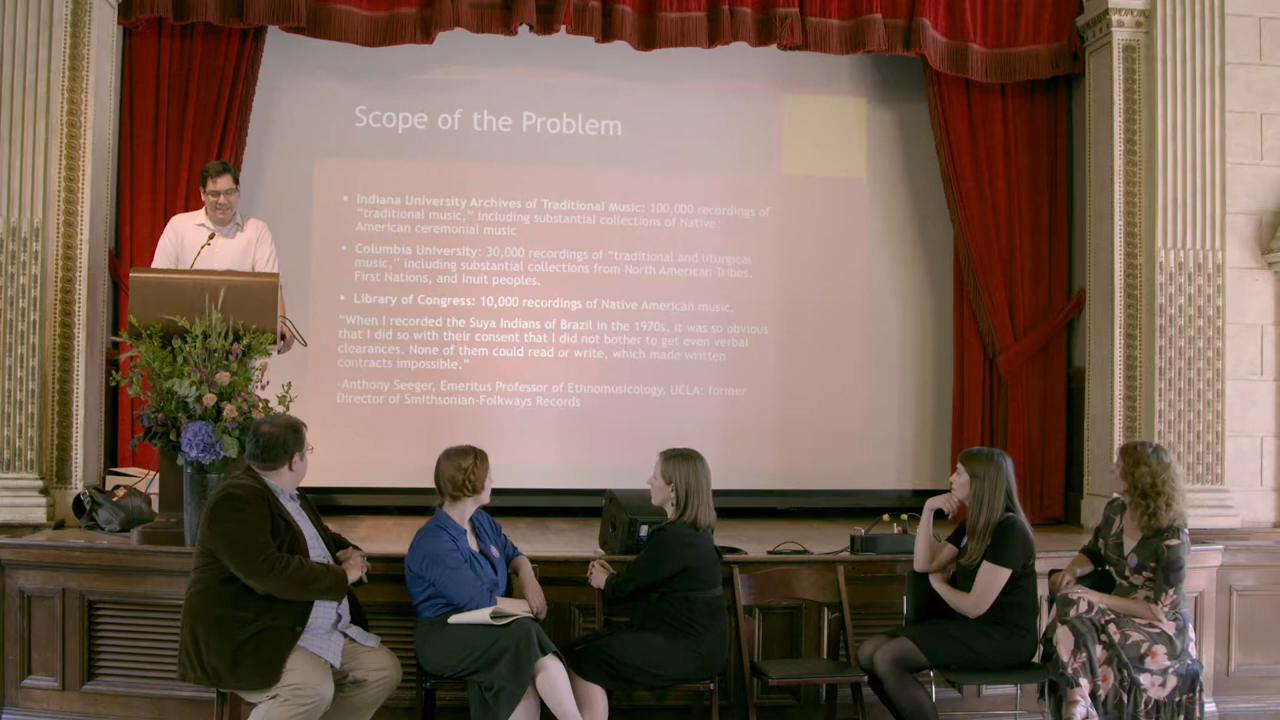 Scope of the Problem
• Indiana University Archives of Traditional Music: 100,000 recordings of
"traditional music," including substantial collections of Native
American ceremonial music
• Columbia University: 30,000 recordings of "traditional and liturgical
music," including substantial collections from North American Tribes,
First Nations, and Inuit peoples.
• Library of Congress: 10,000 recordings of Native American music.
"When I recorded the Suya Indians of Brazil in the 1970s, it was so obvious
that I did so with their consent that I did not bother to get even verbal
clearances. None of them could read or write, which made written
contracts impossible."
-Anthony Seeger, Emeritus Professor of Ethnomusicology, UCLA; former
Director of Smithsonian-Folkways Records